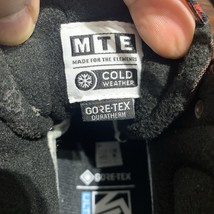 MTE
MADE FOR THE ELEMENTS
COLD
WEATHER
GORE-TEX
DURATHERM
GORE-TEX